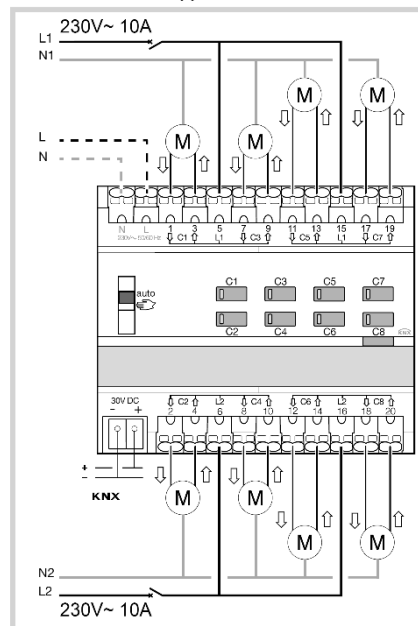 230V~ 10A
L1
N1
M M M M
L
N
N L 1 3 5 7 9 11 13 15 17 19
230V~ 50/60 Hz C1 L1 C3 C5 L1 C7
auto
C1 C3 C5 C7
C2 C4 C6 C8
30V DC C2 L2 C4 C6 L2 C8
- + 2 4 6 8 10 12 14 16 18 20
+
-
KNX
M M M M
N2
L2
230V~ 10A